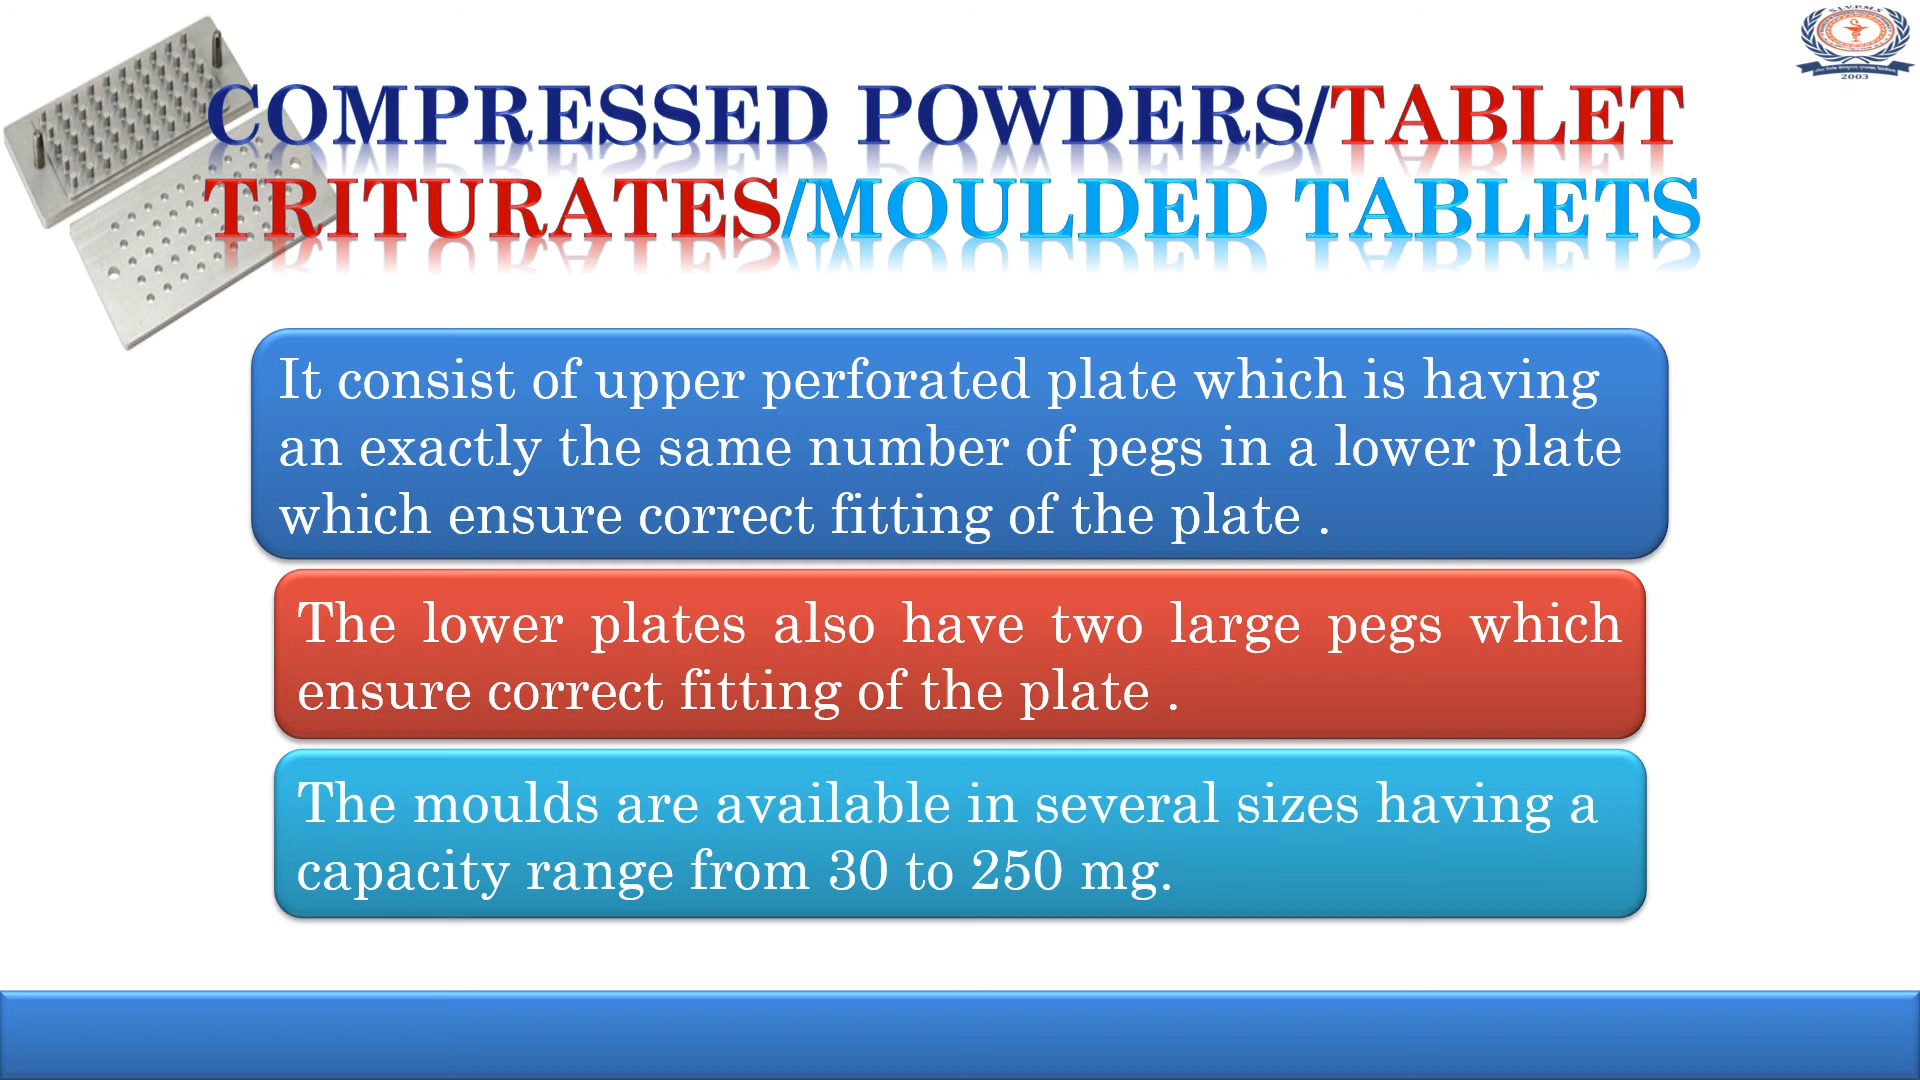 S.I.V.P.M.S
2003
COMPRESSED POWDERS/TABLET
TRITURATES/MOULDED TABLETS
It consist of upper perforated plate which is having
an exactly the same number of pegs in a lower plate
which ensure correct fitting of the plate .
The lower plates also have two large pegs which
ensure correct fitting of the plate .
The moulds are available in several sizes having a
capacity range from 30 to 250 mg.